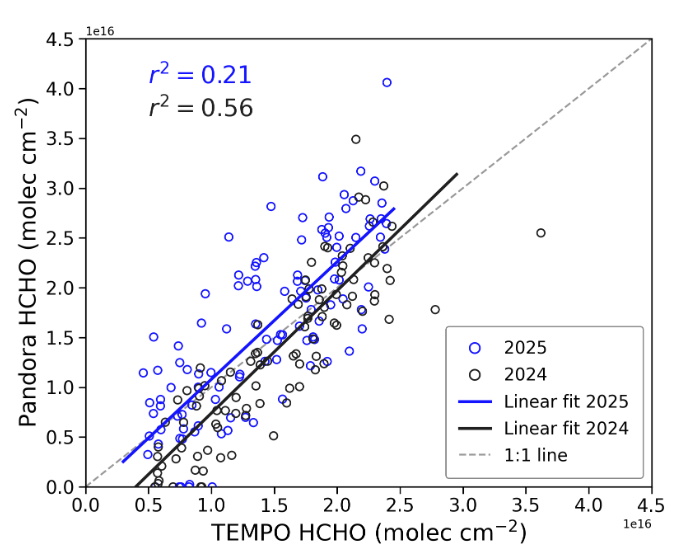 1e16
4.5
4.0
3.5
3.0
2.5
2.0
1.5
1.0
0.5
0.0
Pandora HCHO (molec cm⁻²)
r² = 0.21
r² = 0.56
2025
2024
Linear fit 2025
Linear fit 2024
1:1 line
0.0 0.5 1.0 1.5 2.0 2.5 3.0 3.5 4.0 4.5
1e16
TEMPO HCHO (molec cm⁻²)